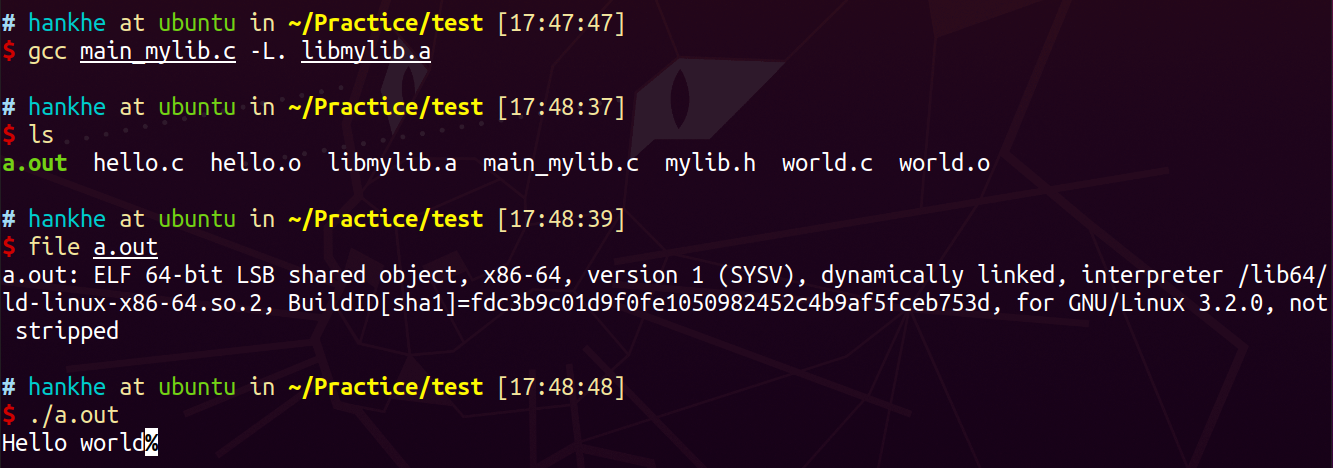 # hankhe at ubuntu in ~/Practice/test [17:47:47]
$ gcc main_mylib.c -L. libmylib.a
# hankhe at ubuntu in ~/Practice/test [17:48:37]
$ ls
a.out  hello.c  hello.o  libmylib.a  main_mylib.c  mylib.h  world.c  world.o
# hankhe at ubuntu in ~/Practice/test [17:48:39]
$ file a.out
a.out: ELF 64-bit LSB shared object, x86-64, version 1 (SYSV), dynamically linked, interpreter /lib64/
ld-linux-x86-64.so.2, BuildID[sha1]=fdc3b9c01d9f0fe1050982452c4b9af5fceb753d, for GNU/Linux 3.2.0, not
 stripped
# hankhe at ubuntu in ~/Practice/test [17:48:48]
$ ./a.out
Hello world%